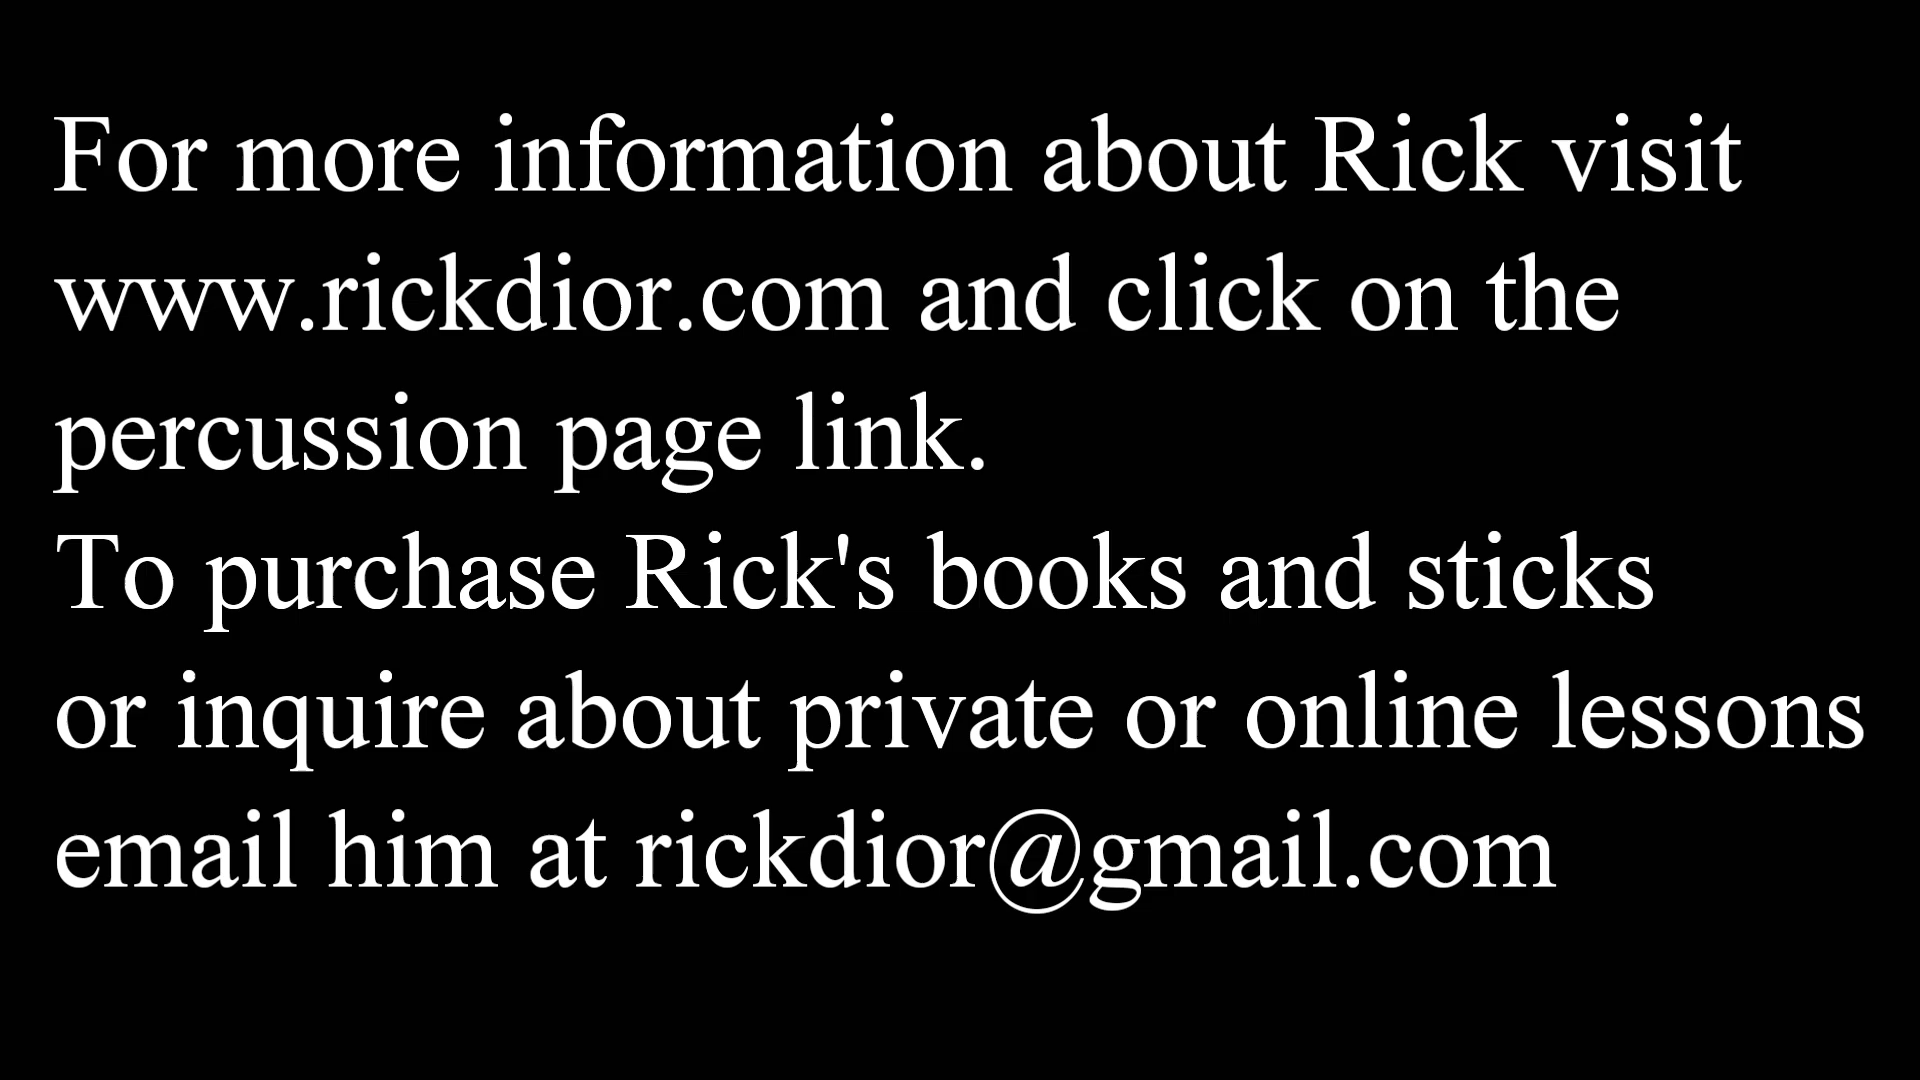 For more information about Rick visit
www.rickdior.com and click on the
percussion page link.
To purchase Rick's books and sticks
or inquire about private or online lessons
email him at rickdior@gmail.com